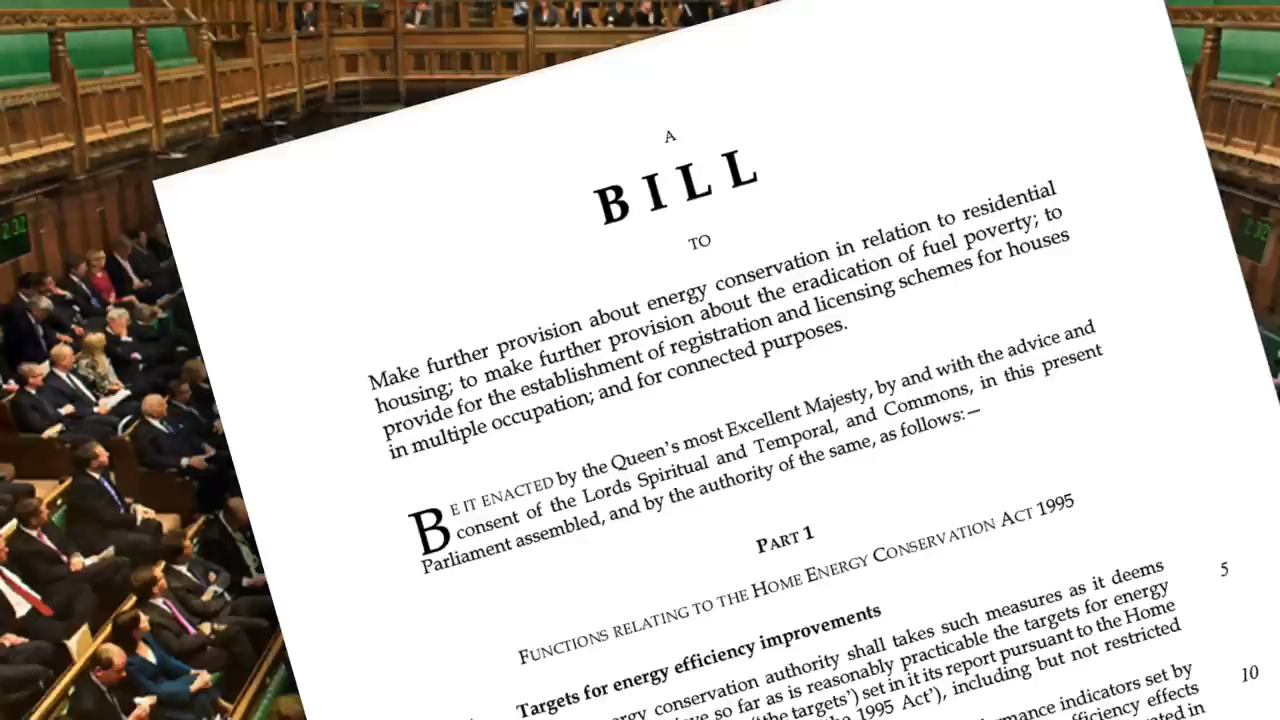 A
BILL
TO
Make further provision about energy conservation in relation to residential
housing; to make further provision about the eradication of fuel poverty; to
provide for the establishment of registration and licensing schemes for houses
in multiple occupation; and for connected purposes.
BE IT ENACTED by the Queen's most Excellent Majesty, by and with the advice and
consent of the Lords Spiritual and Temporal, and Commons, in this present
Parliament assembled, and by the authority of the same, as follows:—
PART 1
FUNCTIONS RELATING TO THE HOME ENERGY CONSERVATION ACT 1995
Targets for energy efficiency improvements
conservation authority shall takes such measures as it deems 5
so far as is reasonably practicable the targets for energy
('the targets') set in it its report pursuant to the Home
1995 Act'), including but not restricted
indicators set by 10
efficiency effects
in
2:32